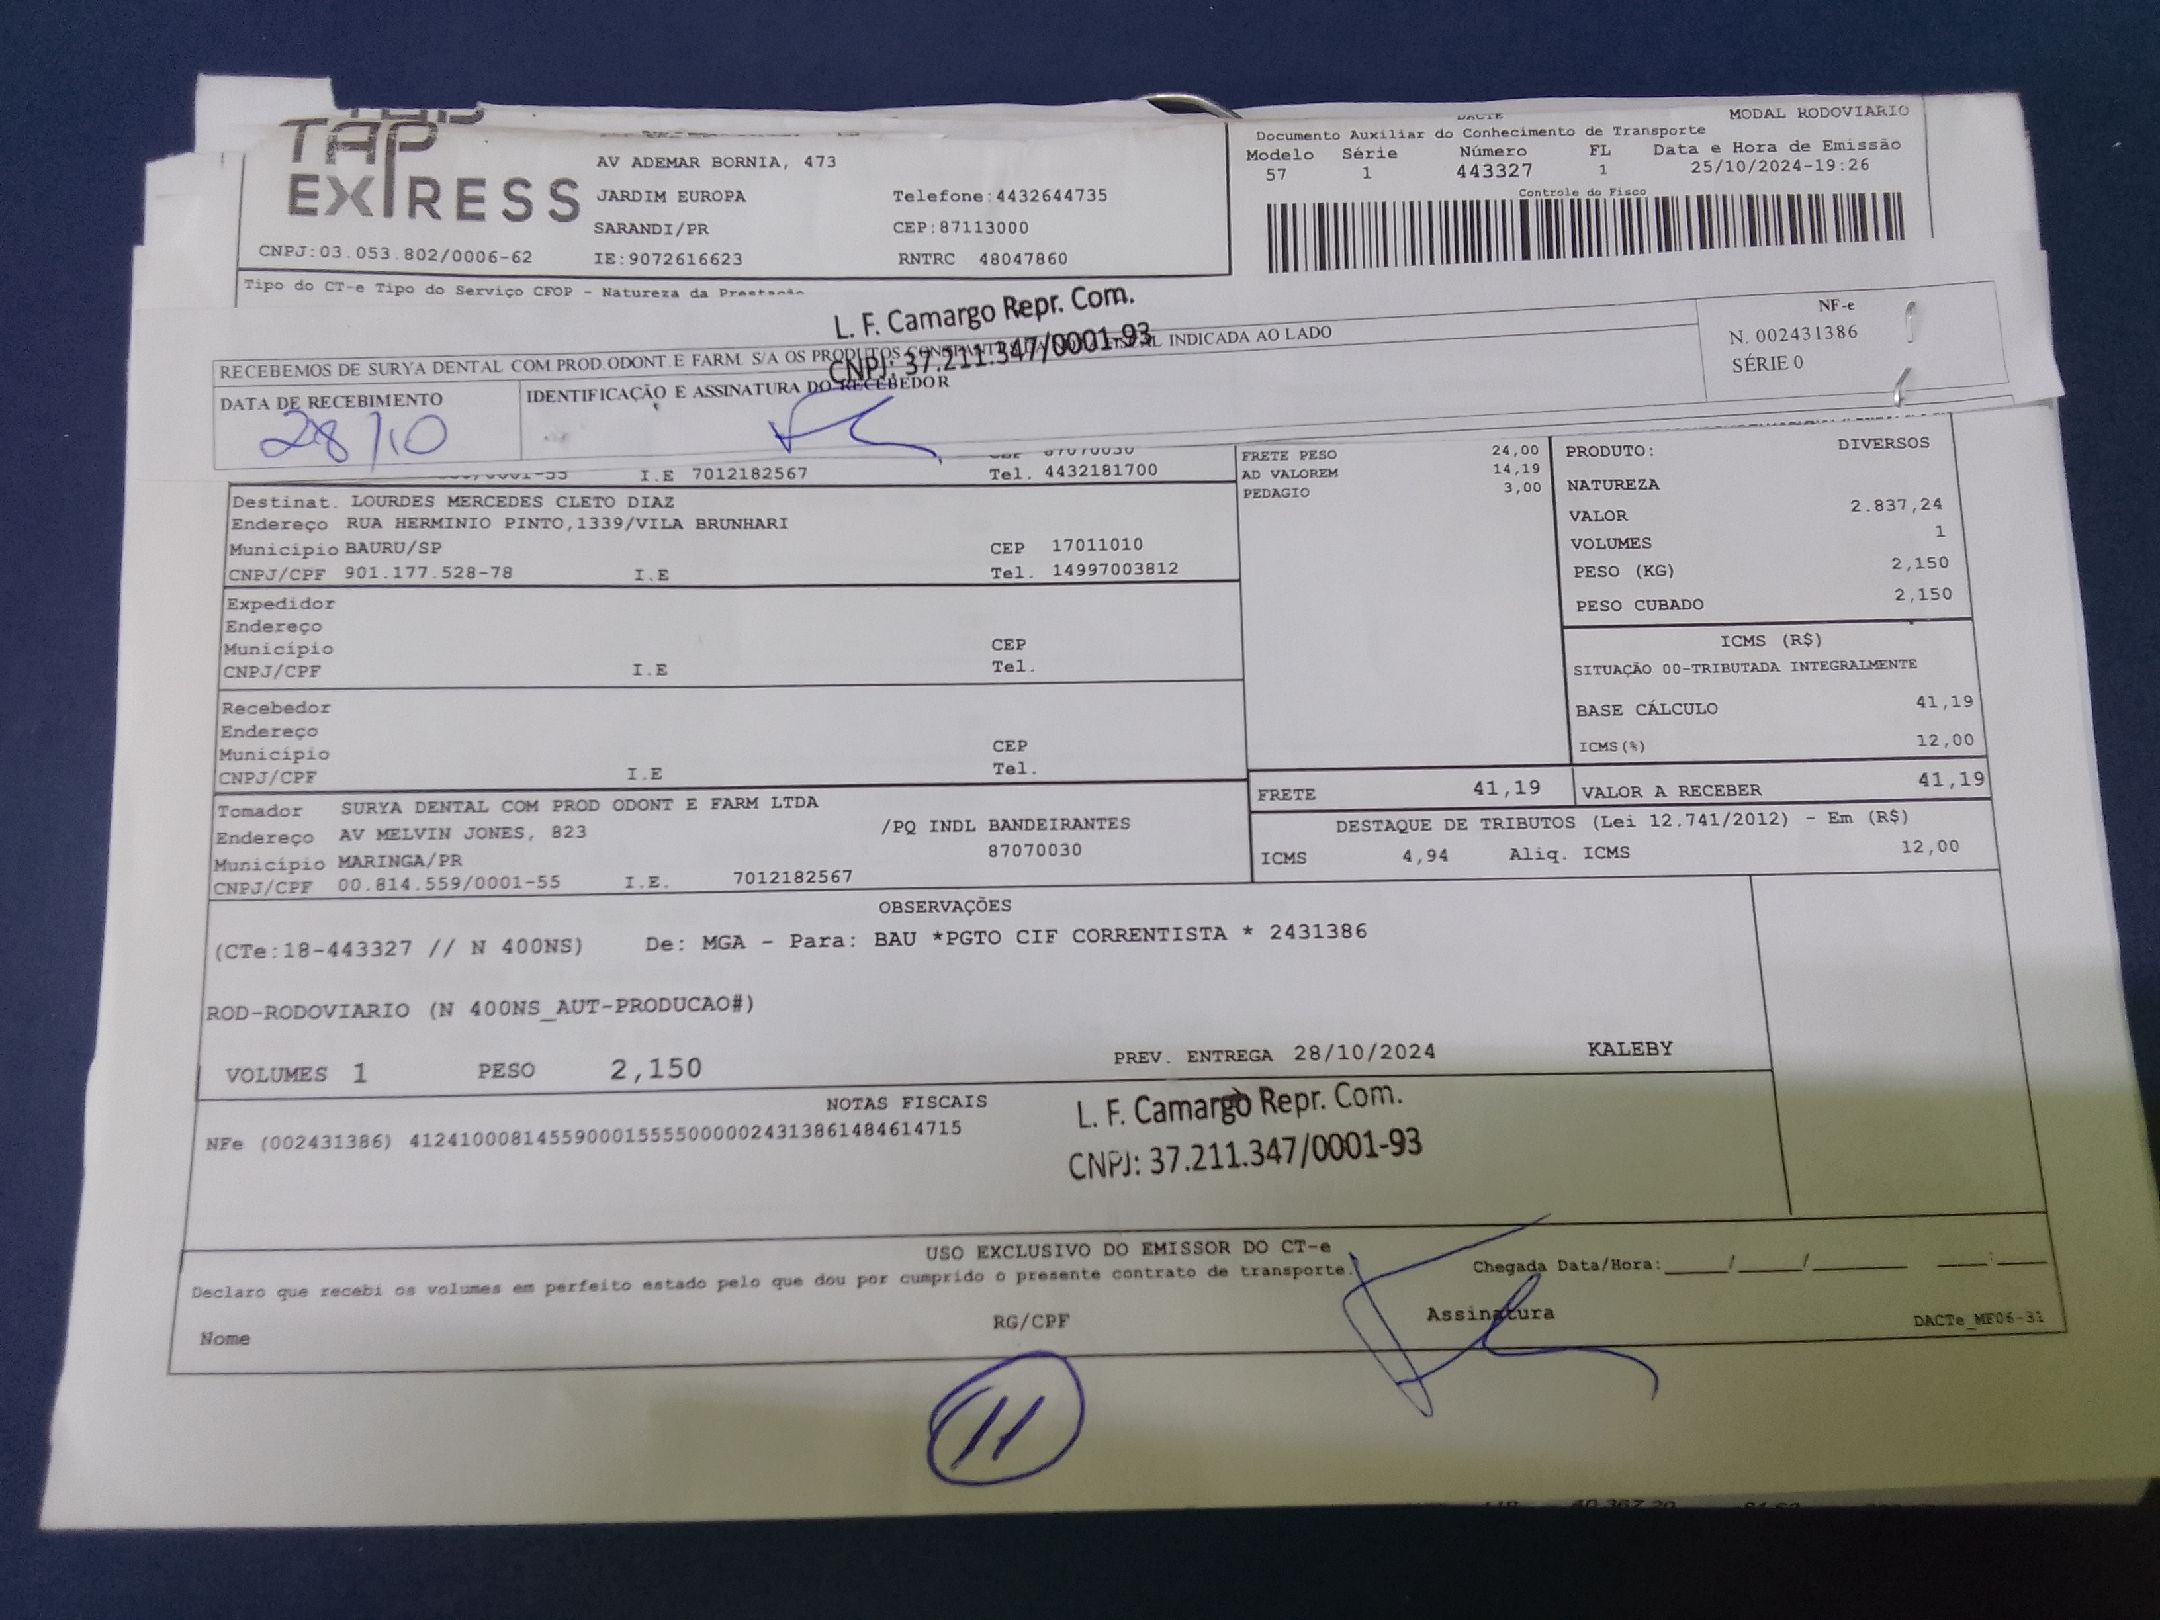 TAP
EXPRESS
CNPJ:03.053.802/0006-62
AV ADEMAR BORNIA, 473
JARDIM EUROPA Telefone:4432644735
SARANDI/PR CEP:87113000
IE:9072616623 RNTRC 48047860
DACTE MODAL RODOVIARIO
Documento Auxiliar do Conhecimento de Transporte
Modelo Série Número FL Data e Hora de Emissão
57 1 443327 1 25/10/2024-19:26
Controle do Fisco
Tipo do CT-e Tipo do Serviço CFOP - Natureza da Prestação
L. F. Camargo Repr. Com.
CNPJ: 37.211.347/0001-93
RECEBEMOS DE SURYA DENTAL COM PROD.ODONT.E FARM. S/A OS PRODUTOS INDICADA AO LADO
NF-e
N. 002431386
SÉRIE 0
DATA DE RECEBIMENTO IDENTIFICAÇÃO E ASSINATURA DO RECEBEDOR
28/10
CEP 87070030
/0001-55 I.E 7012182567 Tel. 4432181700
Destinat. LOURDES MERCEDES CLETO DIAZ
Endereço RUA HERMINIO PINTO,1339/VILA BRUNHARI
Município BAURU/SP CEP 17011010
CNPJ/CPF 901.177.528-78 I.E Tel. 14997003812
Expedidor
Endereço
Município CEP
CNPJ/CPF I.E Tel.
Recebedor
Endereço
Município CEP
CNPJ/CPF I.E Tel.
Tomador SURYA DENTAL COM PROD ODONT E FARM LTDA
Endereço AV MELVIN JONES, 823 /PQ INDL BANDEIRANTES
Município MARINGA/PR 87070030
CNPJ/CPF 00.814.559/0001-55 I.E. 7012182567
FRETE PESO 24,00
AD VALOREM 14,19
PEDAGIO 3,00
PRODUTO: DIVERSOS
NATUREZA
VALOR 2.837,24
VOLUMES 1
PESO (KG) 2,150
PESO CUBADO 2,150
ICMS (R$)
SITUAÇÃO 00-TRIBUTADA INTEGRALMENTE
BASE CÁLCULO 41,19
ICMS(%) 12,00
FRETE 41,19 VALOR A RECEBER 41,19
DESTAQUE DE TRIBUTOS (Lei 12.741/2012) - Em (R$)
ICMS 4,94 Aliq. ICMS 12,00
OBSERVAÇÕES
(CTe:18-443327 // N 400NS) De: MGA - Para: BAU *PGTO CIF CORRENTISTA * 2431386
ROD-RODOVIARIO (N 400NS_AUT-PRODUCAO#)
VOLUMES 1 PESO 2,150 PREV. ENTREGA 28/10/2024 KALEBY
NOTAS FISCAIS
NFe (002431386) 41241000814559000155550000024313861484614715
L. F. Camargo Repr. Com.
CNPJ: 37.211.347/0001-93
USO EXCLUSIVO DO EMISSOR DO CT-e
Declaro que recebi os volumes em perfeito estado pelo que dou por cumprido o presente contrato de transporte.
Chegada Data/Hora:____/____/______ ___:___
Nome RG/CPF Assinatura DACTe_MF06-31
11